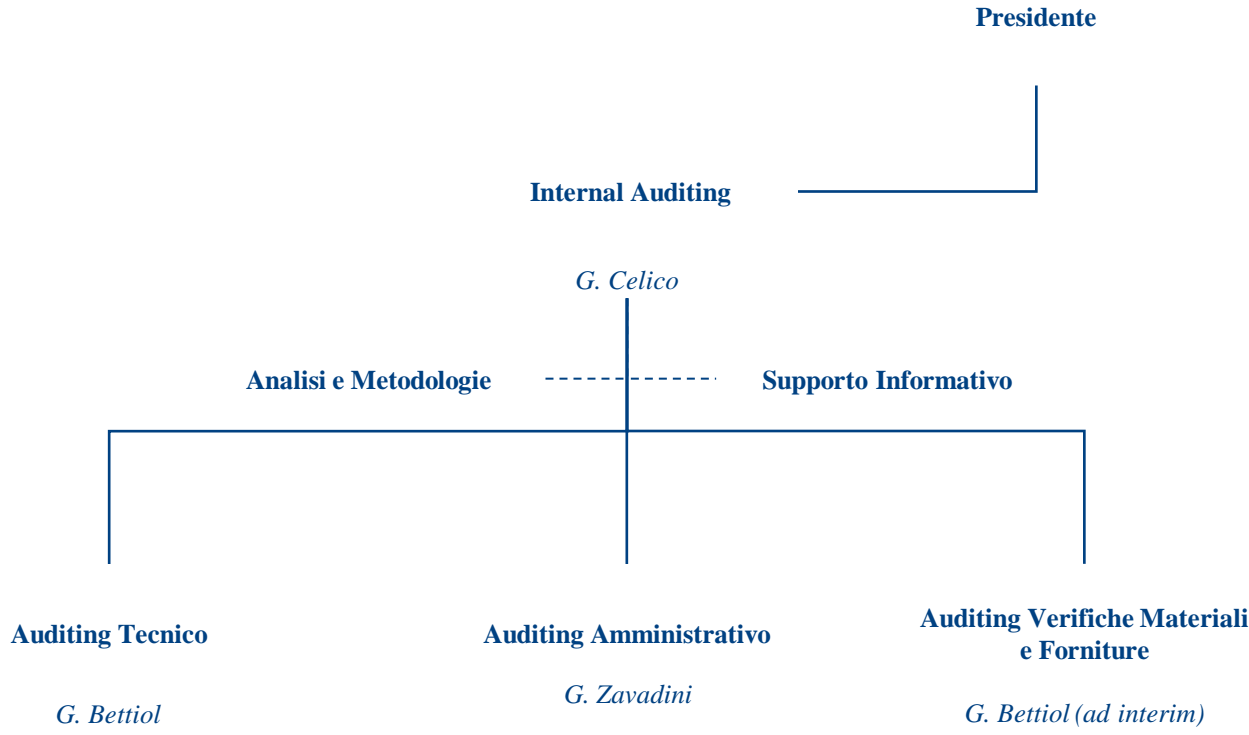 Presidente
Internal Auditing
G. Celico
Analisi e Metodologie
Supporto Informativo
Auditing Tecnico
G. Bettiol
Auditing Amministrativo
G. Zavadini
Auditing Verifiche Materiali
e Forniture
G. Bettiol (ad interim)